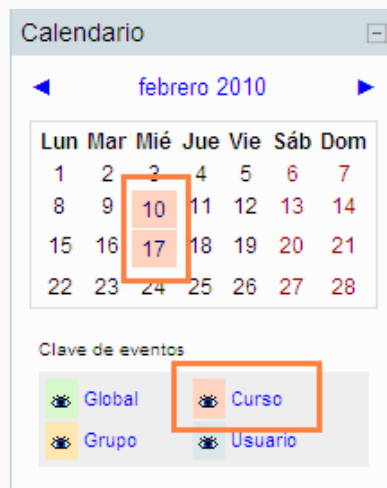 Calendario
febrero 2010
Lun Mar Mié Jue Vie Sáb Dom
1 2 3 4 5 6 7
8 9 10 11 12 13 14
15 16 17 18 19 20 21
22 23 24 25 26 27 28
Clave de eventos
Global Curso
Grupo Usuario